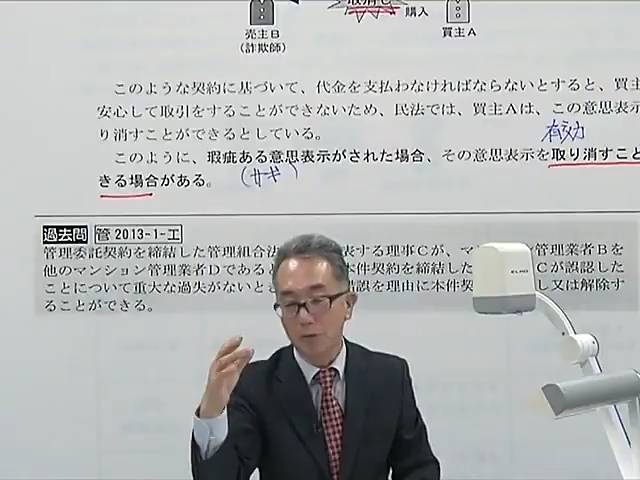 取消し
購入
売主B
買主A
(詐欺師)
このような契約に基づいて、代金を支払わなければならないとすると、買主
安心して取引をすることができないため、民法では、買主Aは、この意思表示
り消すことができるとしている。
有効
このように、瑕疵ある意思表示がされた場合、その意思表示を取り消すこと
(サギ)
きる場合がある。
過去問 管 2013-1-エ
管理委託契約を締結した管理組合 表する理事Cが、マ 管理業者Bを
他のマンション管理業者Dであると 本件契約を締結した Cが誤認した
ことについて重大な過失がないと 錯誤を理由に本件契 し又は解除す
ることができる。
ELMO